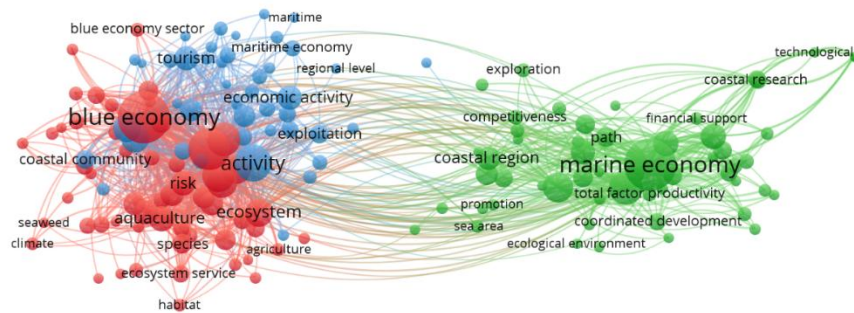 maritime
blue economy sector
tourism
maritime economy
regional level
economic activity
blue economy
exploitation
coastal community
activity
risk
aquaculture
ecosystem
seaweed
species
climate
agriculture
ecosystem service
habitat
technological
exploration
coastal research
competitiveness
financial support
path
coastal region
marine economy
total factor productivity
promotion
coordinated development
sea area
ecological environment